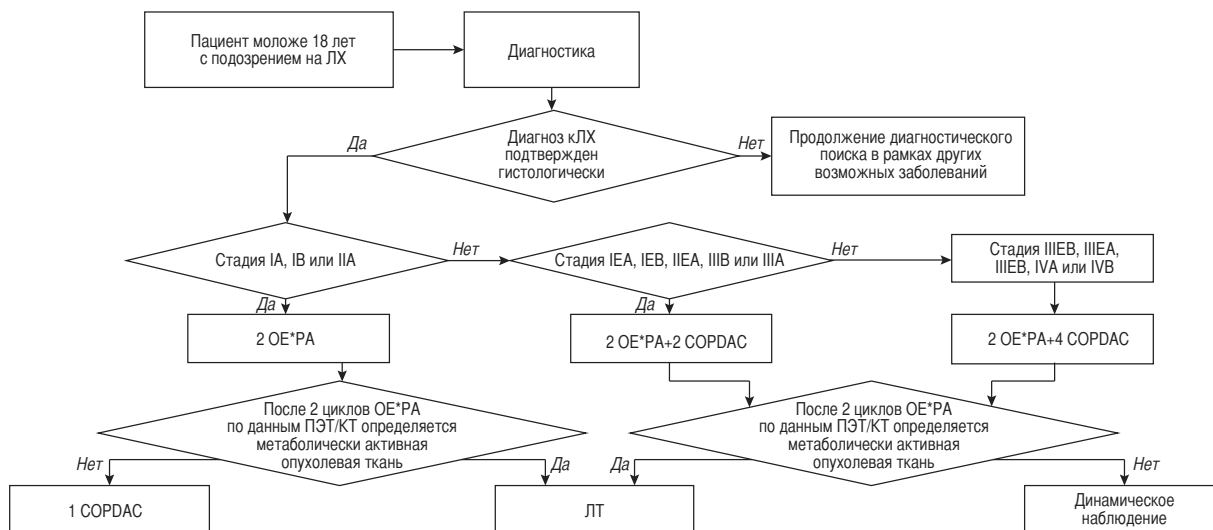 Пациент моложе 18 лет
с подозрением на ЛХ
Диагностика
Диагноз кЛХ
подтвержден
гистологически
Да
Нет
Продолжение диагностического
поиска в рамках других
возможных заболеваний
Стадия IA, IB или IIA
Нет
Стадия IEA, IEB, IIEA, IIIB или IIIA
Нет
Стадия IIIEB, IIIEA,
IIIEB, IVA или IVB
Да
Да
2 OE*PA
2 OE*PA+2 COPDAC
2 OE*PA+4 COPDAC
После 2 циклов OE*PA
по данным ПЭТ/КТ определяется
метаболически активная
опухолевая ткань
После 2 циклов OE*PA
по данным ПЭТ/КТ определяется
метаболически активная
опухолевая ткань
Нет
Да
Да
Нет
1 COPDAC
ЛТ
Динамическое
наблюдение